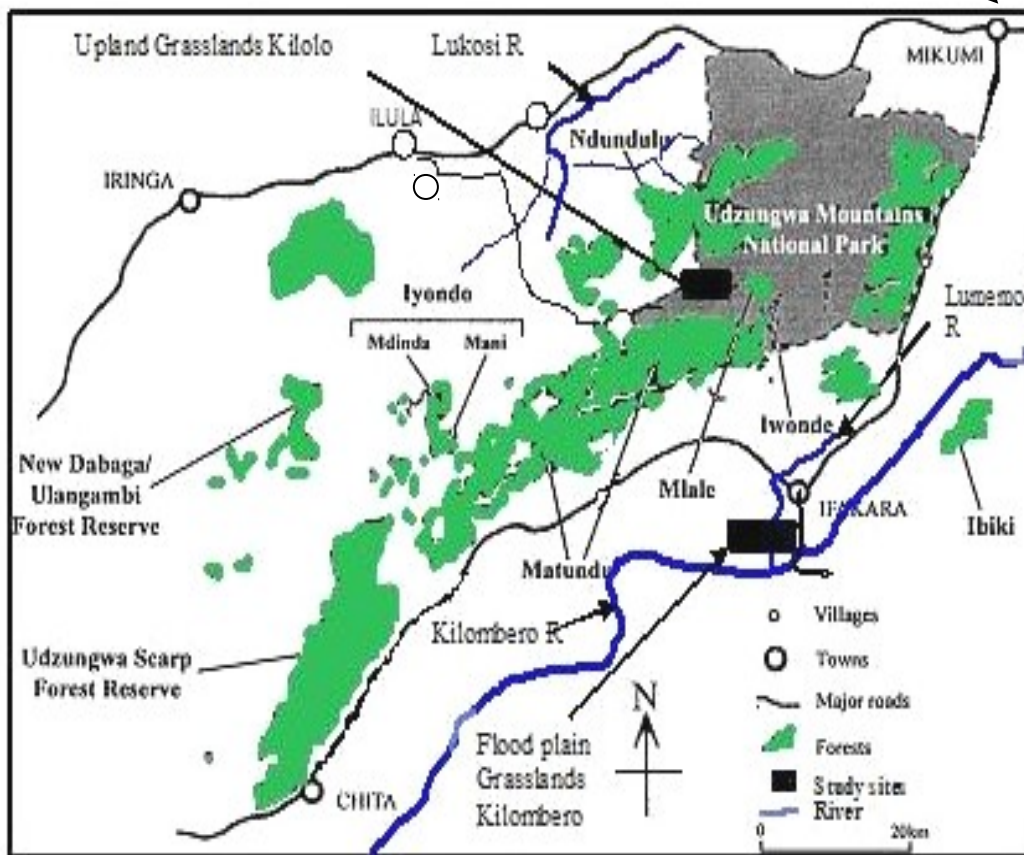 Upland Grasslands Kilolo
Lukosi R
MIKUMI
ILULA
Ndundulu
IRINGA
Udzungwa Mountains
National Park
Iyondo
Lumemo
R
Mdinda
Mani
Iwonde
New Dabaga/
Ulangambi
Forest Reserve
Mlale
IFAKARA
Ibiki
Matundu
Kilombero R
Villages
Udzungwa Scarp
Forest Reserve
Towns
N
Major roads
Flood plain
Grasslands
Kilombero
Forests
Study sites
River
CHITA
0
20km